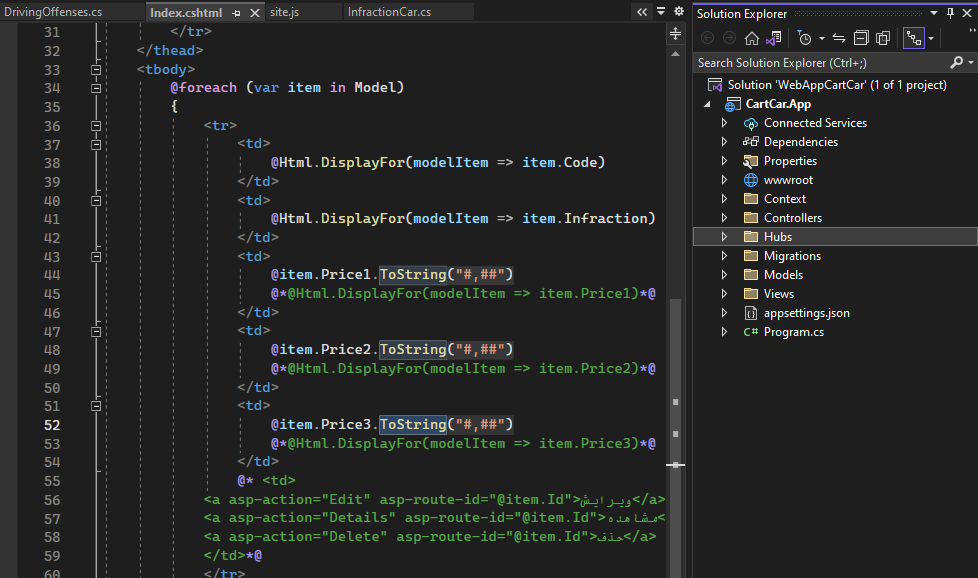 DrivingOffenses.cs
Index.cshtml
site.js
InfractionCar.cs
31 </tr>
32 </thead>
33 <tbody>
34 @foreach (var item in Model)
35 {
36 <tr>
37 <td>
38 @Html.DisplayFor(modelItem => item.Code)
39 </td>
40 <td>
41 @Html.DisplayFor(modelItem => item.Infraction)
42 </td>
43 <td>
44 @item.Price1.ToString("#,##")
45 @*@Html.DisplayFor(modelItem => item.Price1)*@
46 </td>
47 <td>
48 @item.Price2.ToString("#,##")
49 @*@Html.DisplayFor(modelItem => item.Price2)*@
50 </td>
51 <td>
52 @item.Price3.ToString("#,##")
53 @*@Html.DisplayFor(modelItem => item.Price3)*@
54 </td>
55 @* <td>
56 <a asp-action="Edit" asp-route-id="@item.Id">ویرایش</a>
57 <a asp-action="Details" asp-route-id="@item.Id">مشاهده<
58 <a asp-action="Delete" asp-route-id="@item.Id">حذف</a>
59 </td>*@
60 </tr>
Solution Explorer
Search Solution Explorer (Ctrl+;)
Solution 'WebAppCartCar' (1 of 1 project)
CartCar.App
Connected Services
Dependencies
Properties
wwwroot
Context
Controllers
Hubs
Migrations
Models
Views
appsettings.json
C# Program.cs